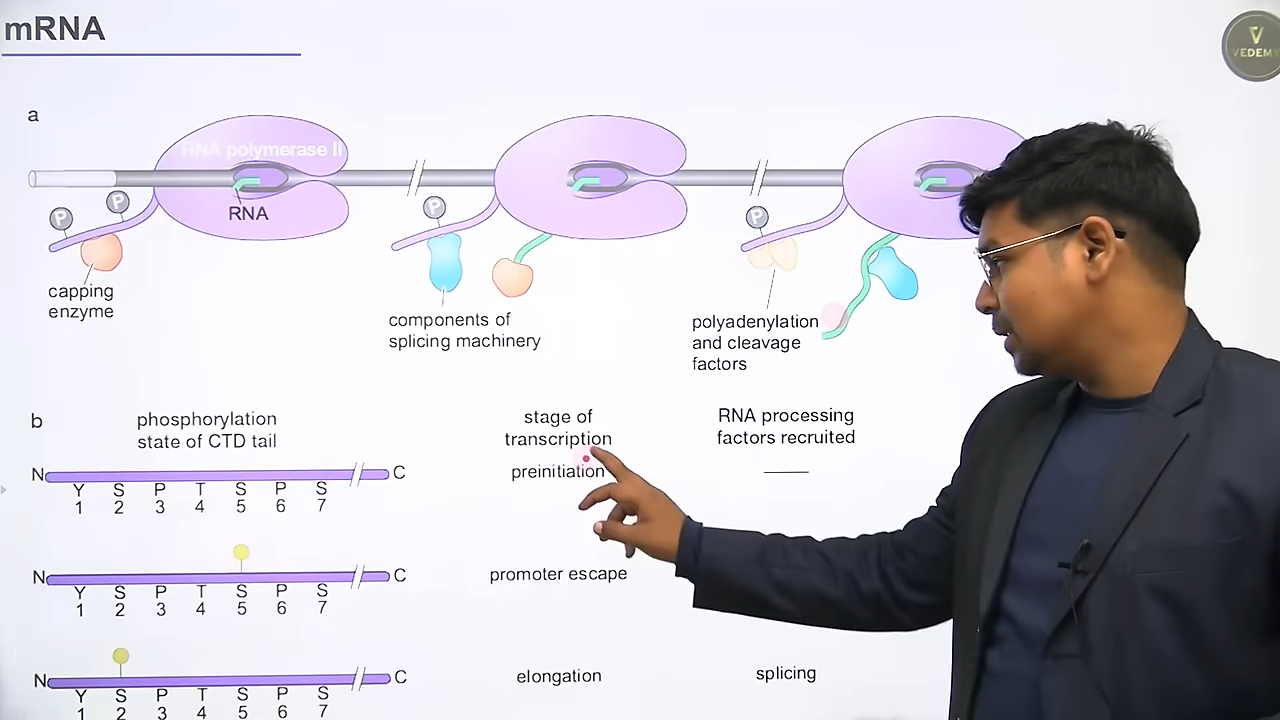 mRNA
V
VEDEMY
a
RNA polymerase II
P
P
RNA
capping
enzyme
P
components of
splicing machinery
P
polyadenylation
and cleavage
factors
b
phosphorylation
state of CTD tail
stage of
transcription
RNA processing
factors recruited
N C
Y S P T S P S
1 2 3 4 5 6 7
preinitiation
N C
Y S P T S P S
1 2 3 4 5 6 7
promoter escape
N C
Y S P T S P S
1 2 3 4 5 6 7
elongation
splicing